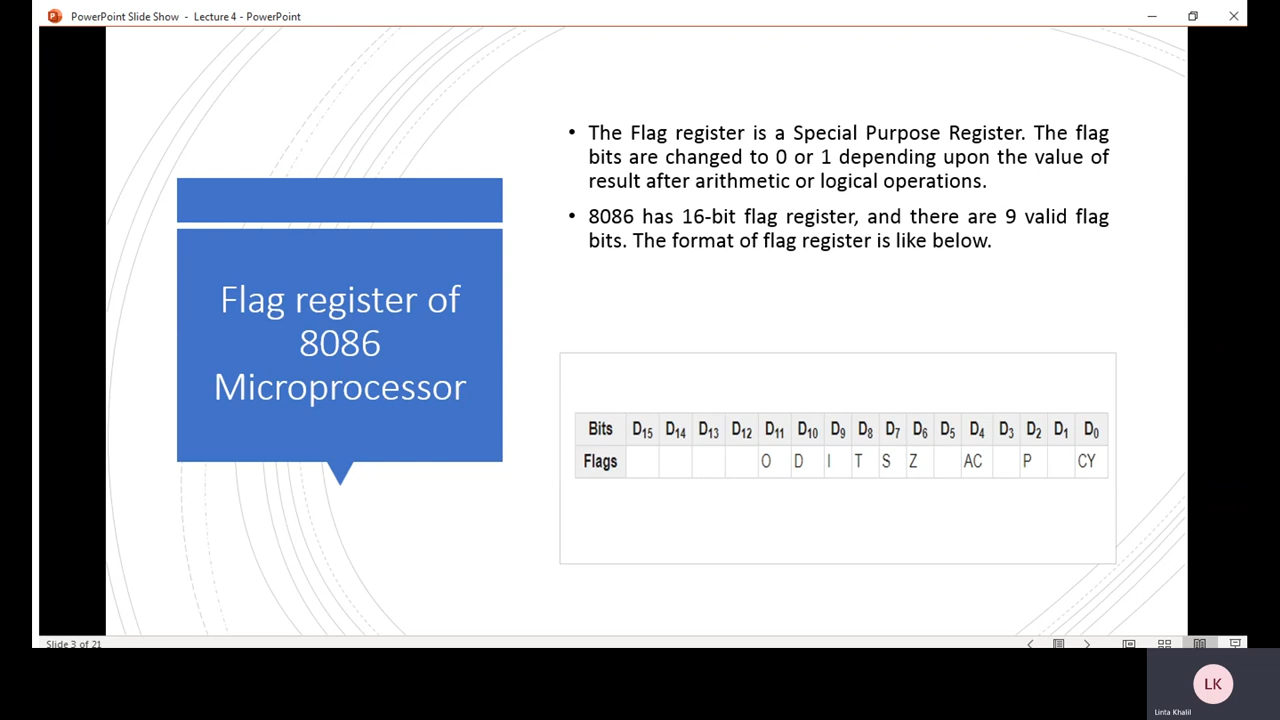 PowerPoint Slide Show - Lecture 4 - PowerPoint
Flag register of
8086
Microprocessor
• The Flag register is a Special Purpose Register. The flag
bits are changed to 0 or 1 depending upon the value of
result after arithmetic or logical operations.
• 8086 has 16-bit flag register, and there are 9 valid flag
bits. The format of flag register is like below.
Bits D15 D14 D13 D12 D11 D10 D9 D8 D7 D6 D5 D4 D3 D2 D1 D0
Flags O D I T S Z AC P CY
Slide 3 of 21
LK
Linta Khalil